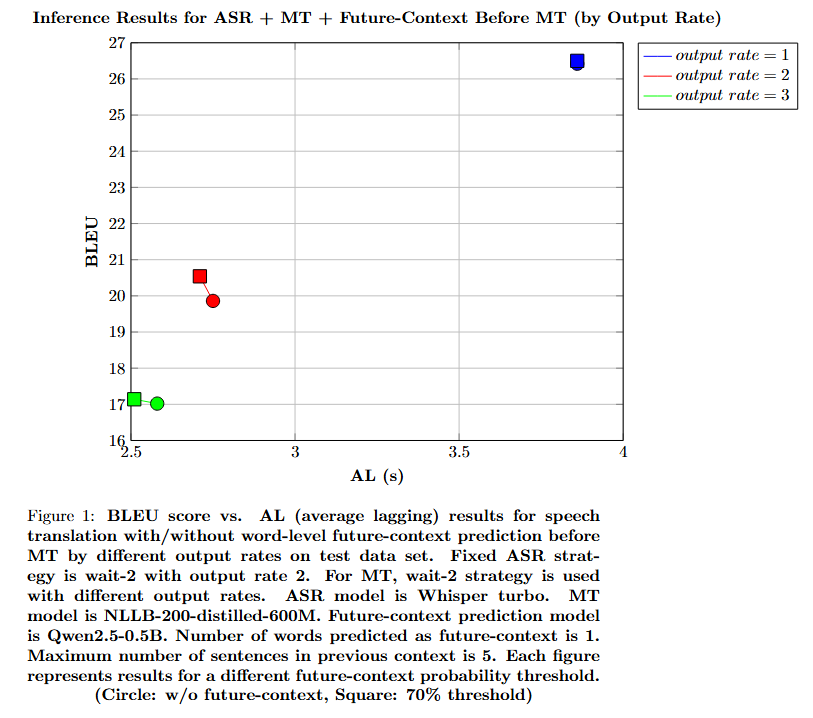 Inference Results for ASR + MT + Future-Context Before MT (by Output Rate)
27
26
25
24
23
22
21
20
19
18
17
16
BLEU
2.5
3
3.5
4
AL (s)
output rate = 1
output rate = 2
output rate = 3
Figure 1: BLEU score vs. AL (average lagging) results for speech
translation with/without word-level future-context prediction before
MT by different output rates on test data set. Fixed ASR strat-
egy is wait-2 with output rate 2. For MT, wait-2 strategy is used
with different output rates. ASR model is Whisper turbo. MT
model is NLLB-200-distilled-600M. Future-context prediction model
is Qwen2.5-0.5B. Number of words predicted as future-context is 1.
Maximum number of sentences in previous context is 5. Each figure
represents results for a different future-context probability threshold.
(Circle: w/o future-context, Square: 70% threshold)